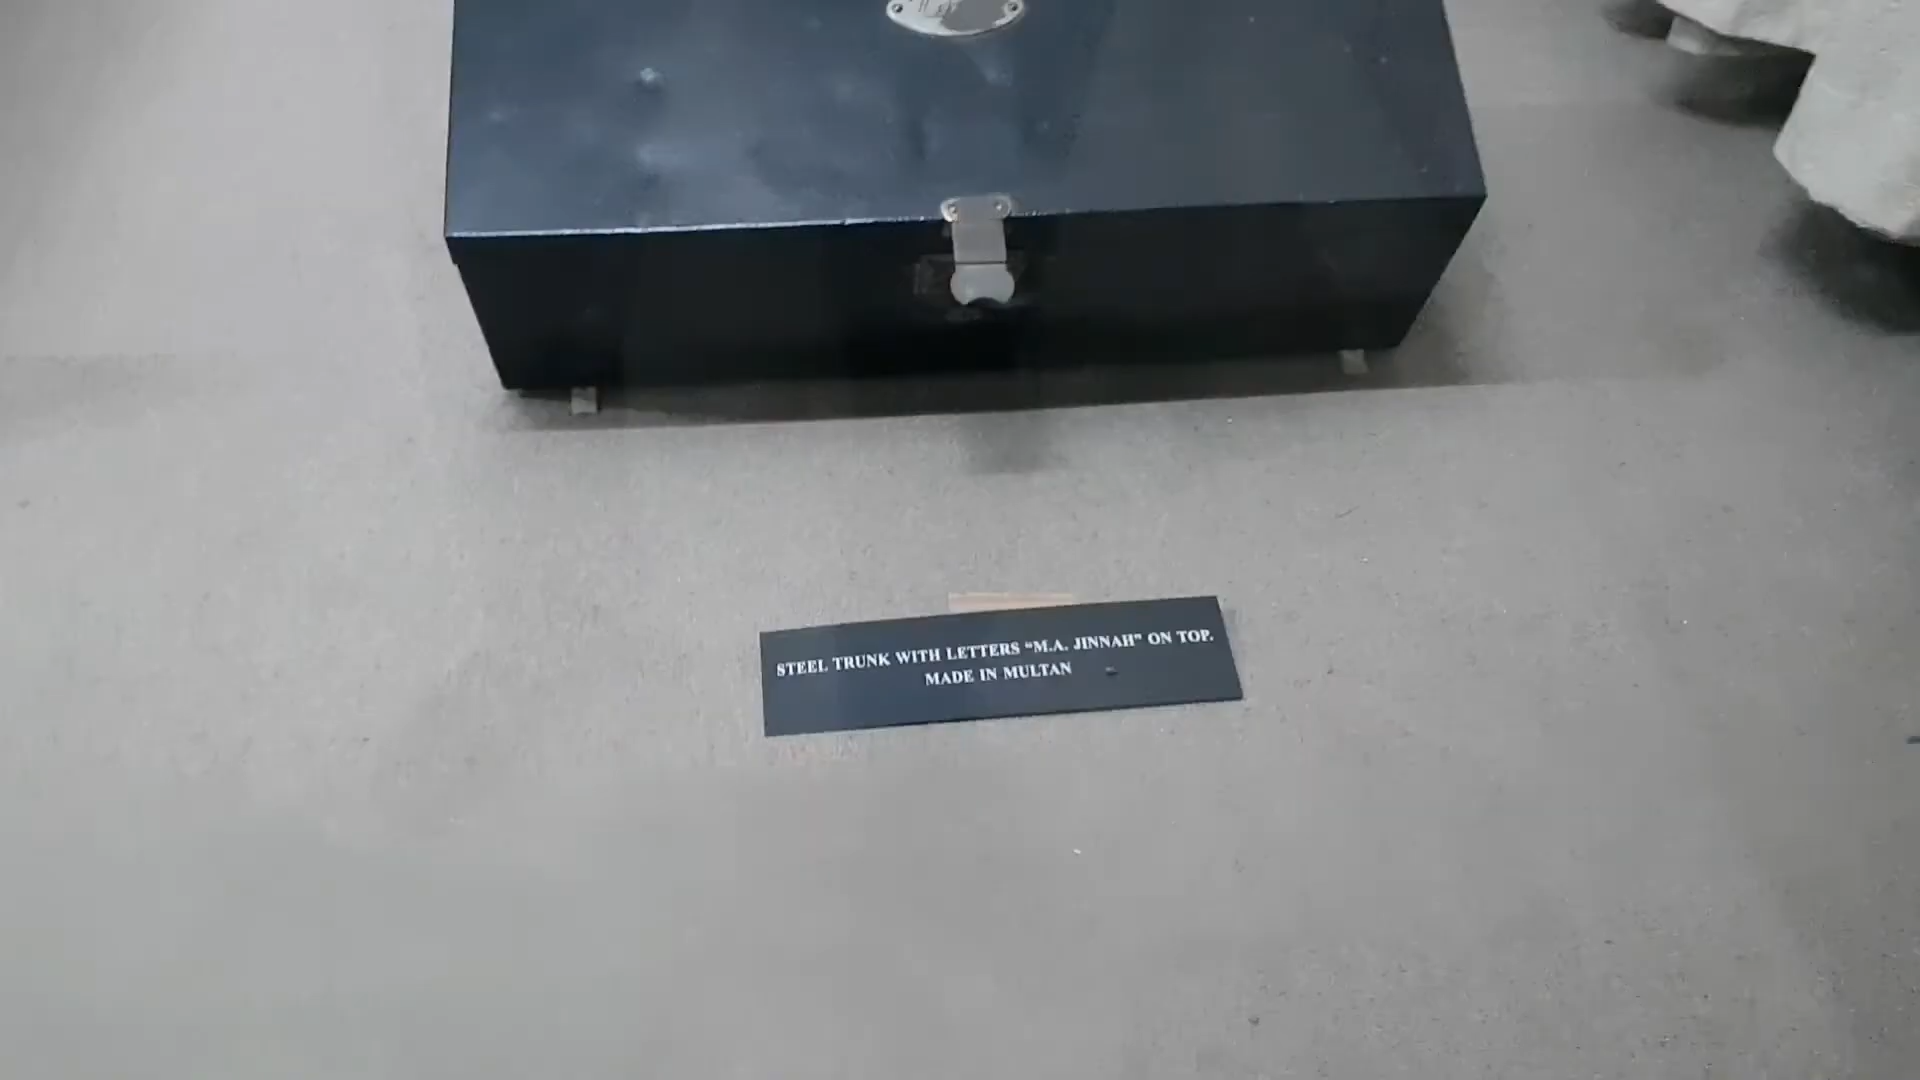 STEEL TRUNK WITH LETTERS “M.A. JINNAH” ON TOP.
MADE IN MULTAN